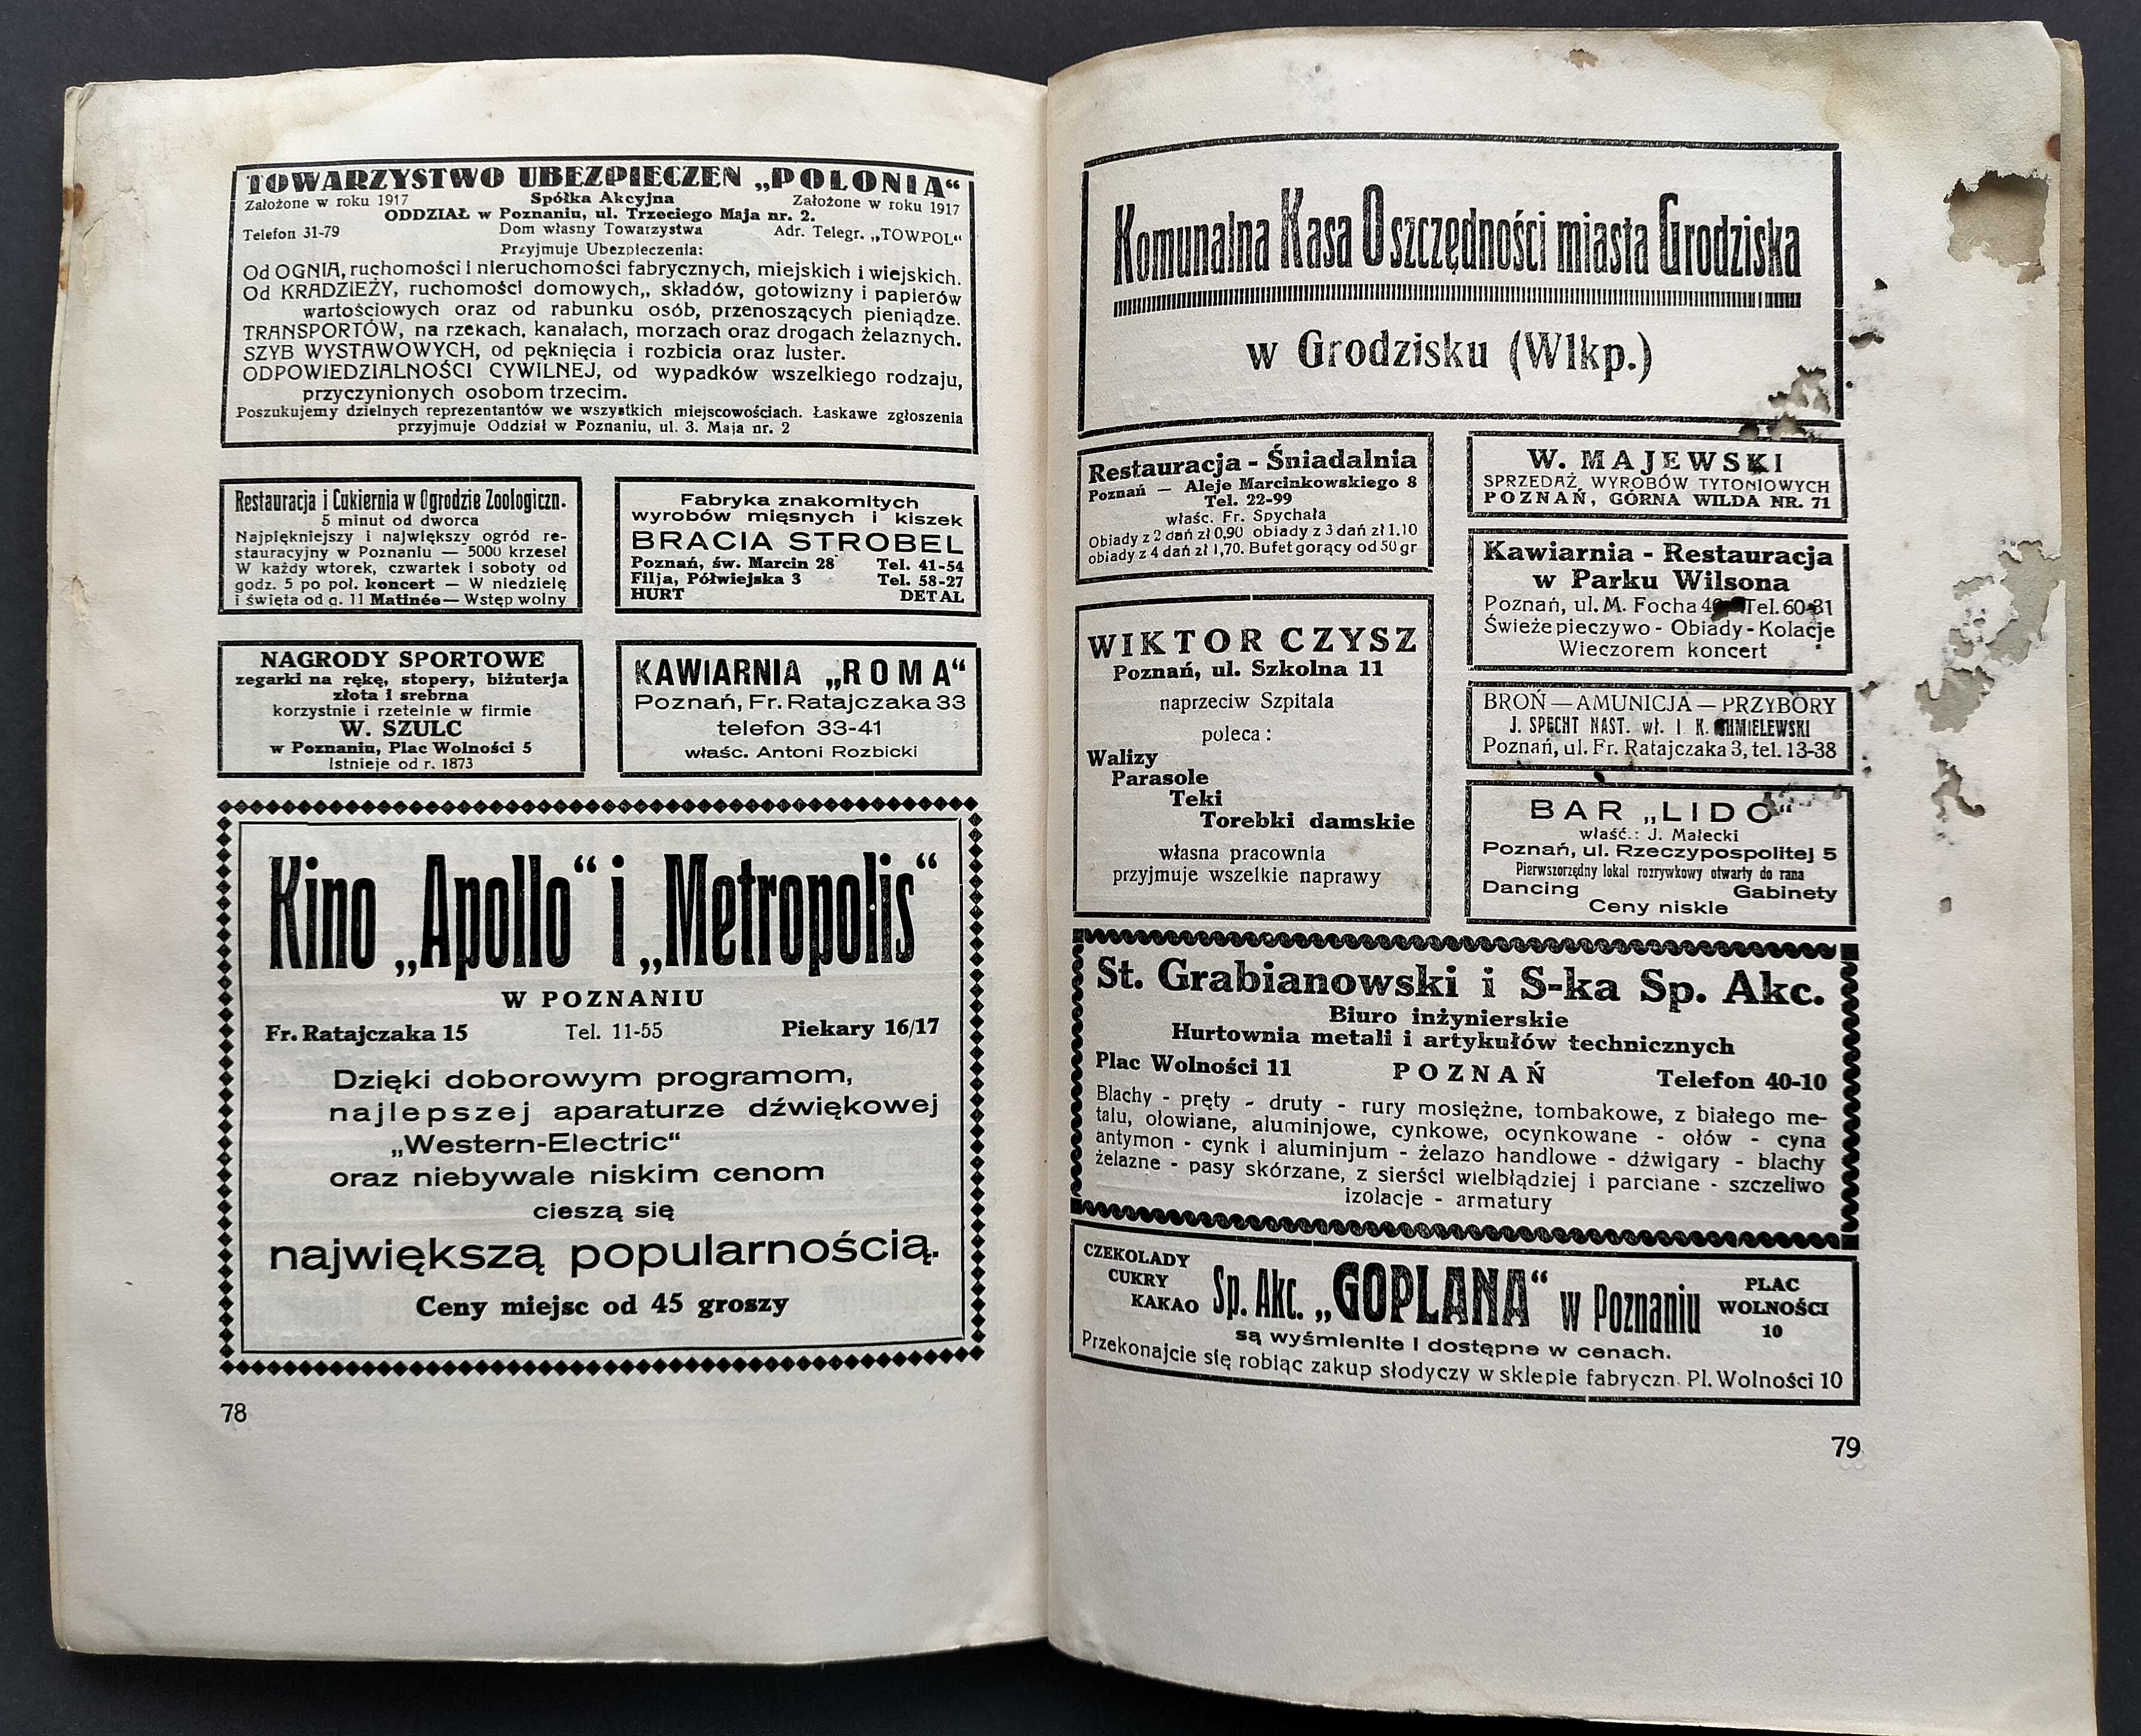 TOWARZYSTWO UBEZPIECZEN „POLONIA“
Założone w roku 1917 Spółka Akcyjna Założone w roku 1917
ODDZIAŁ w Poznaniu, ul. Trzeciego Maja nr. 2.
Telefon 31-79 Dom własny Towarzystwa Adr. Telegr. „TOWPOL“
Przyjmuje Ubezpieczenia:
Od OGNIA, ruchomości i nieruchomości fabrycznych, miejskich i wiejskich.
Od KRADZIEŻY, ruchomości domowych,, składów, gotowizny i papierów
wartościowych oraz od rabunku osób, przenoszących pieniądze.
TRANSPORTÓW, na rzekach, kanałach, morzach oraz drogach żelaznych.
SZYB WYSTAWOWYCH, od pęknięcia i rozbicia oraz luster.
ODPOWIEDZIALNOŚCI CYWILNEJ, od wypadków wszelkiego rodzaju,
przyczynionych osobom trzecim.
Poszukujemy dzielnych reprezentantów we wszystkich miejscowościach. Łaskawe zgłoszenia
przyjmuje Oddział w Poznaniu, ul. 3. Maja nr. 2
Restauracja i Cukiernia w Ogrodzie Zoologiczn.
5 minut od dworca
Najpiękniejszy i największy ogród re-
stauracyjny w Poznaniu — 5000 krzeseł
W każdy wtorek, czwartek i soboty od
godz. 5 po poł. koncert — W niedzielę
i święta od g. 11 Matinée — Wstęp wolny
Fabryka znakomitych
wyrobów mięsnych i kiszek
BRACIA STROBEL
Poznań, św. Marcin 28 Tel. 41-54
Filja, Półwiejska 3 Tel. 58-27
HURT DETAL
NAGRODY SPORTOWE
zegarki na rękę, stopery, biżuterja
złota i srebrna
korzystnie i rzetelnie w firmie
W. SZULC
w Poznaniu, Plac Wolności 5
Istnieje od r. 1873
KAWIARNIA „ROMA“
Poznań, Fr. Ratajczaka 33
telefon 33-41
właśc. Antoni Rozbicki
Kino „Apollo“ i „Metropolis“
W POZNANIU
Fr. Ratajczaka 15 Tel. 11-55 Piekary 16/17
Dzięki doborowym programom,
najlepszej aparaturze dźwiękowej
„Western-Electric“
oraz niebywale niskim cenom
cieszą się
największą popularnością.
Ceny miejsc od 45 groszy
78
Komunalna Kasa Oszczędności miasta Grodziska
w Grodzisku (Wlkp.)
Restauracja - Śniadalnia
Poznań — Aleje Marcinkowskiego 8
Tel. 22-99
właśc. Fr. Spychała
Obiady z 2 dań zł 0,90 obiady z 3 dań zł 1.10
obiady z 4 dań zł 1,70. Bufet gorący od 50 gr
WIKTOR CZYSZ
Poznań, ul. Szkolna 11
naprzeciw Szpitala
poleca :
Walizy
Parasole
Teki
Torebki damskie
własna pracownia
przyjmuje wszelkie naprawy
W. MAJEWSKI
SPRZEDAŻ WYROBÓW TYTONIOWYCH
POZNAŃ, GÓRNA WILDA NR. 71
Kawiarnia - Restauracja
w Parku Wilsona
Poznań, ul. M. Focha Tel. 60-31
Świeże pieczywo - Obiady - Kolacje
Wieczorem koncert
BROŃ — AMUNICJA — PRZYBORY
J. SPECHT NAST. wł. I K. CHMIELEWSKI
Poznań, ul. Fr. Ratajczaka 3, tel. 13-38
BAR „LIDO“
właść.: J. Małecki
Poznań, ul. Rzeczypospolitej 5
Pierwszorzędny lokal rozrywkowy otwarty do rana
Dancing Gabinety
Ceny niskie
St. Grabianowski i S-ka Sp. Akc.
Biuro inżynierskie
Hurtownia metali i artykułów technicznych
Plac Wolności 11 POZNAŃ Telefon 40-10
Blachy - pręty - druty - rury mosiężne, tombakowe, z białego me-
talu, ołowiane, aluminjowe, cynkowe, ocynkowane - ołów - cyna
antymon - cynk i aluminjum - żelazo handlowe - dźwigary - blachy
żelazne - pasy skórzane, z sierści wielbłądziej i parciane - szczeliwo
izolacje - armatury
CZEKOLADY
CUKRY
KAKAO
Sp. Akc. „GOPLANA“ w Poznaniu
PLAC
WOLNOŚCI
10
są wyśmienite i dostępne w cenach.
Przekonajcie się robiąc zakup słodyczy w sklepie fabryczn. Pl. Wolności 10
79